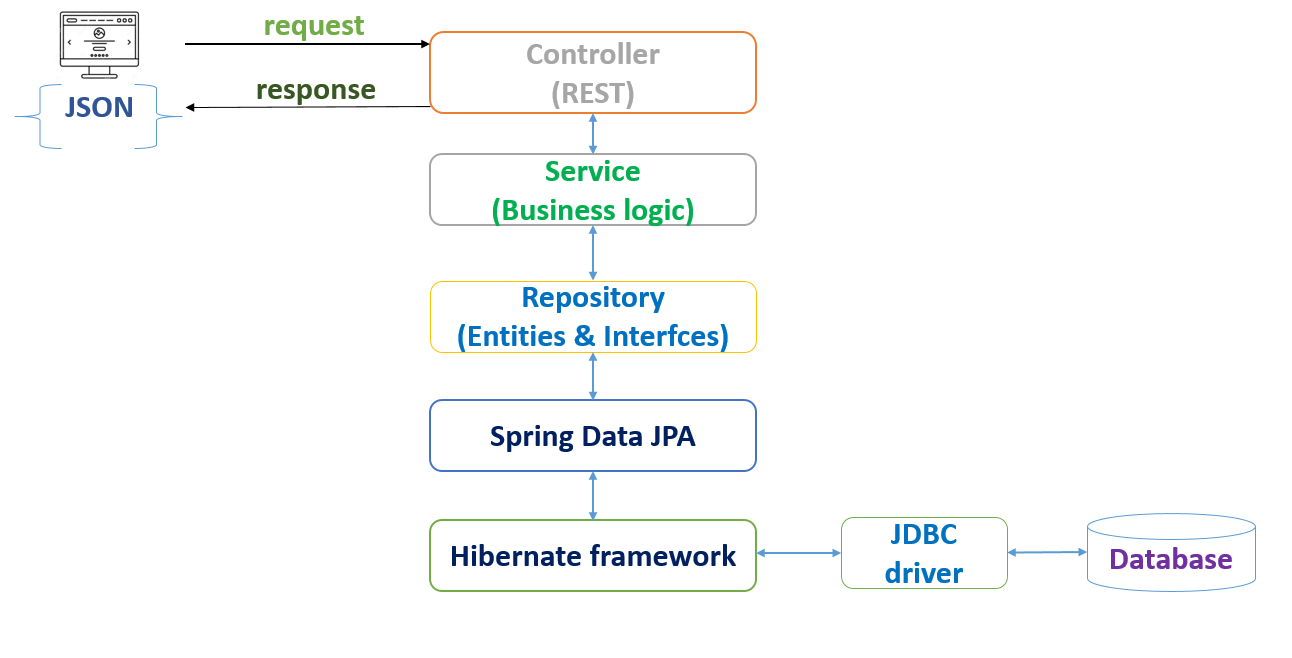 request
Controller
(REST)
response
JSON
Service
(Business logic)
Repository
(Entities & Interfces)
Spring Data JPA
Hibernate framework
JDBC
driver
Database